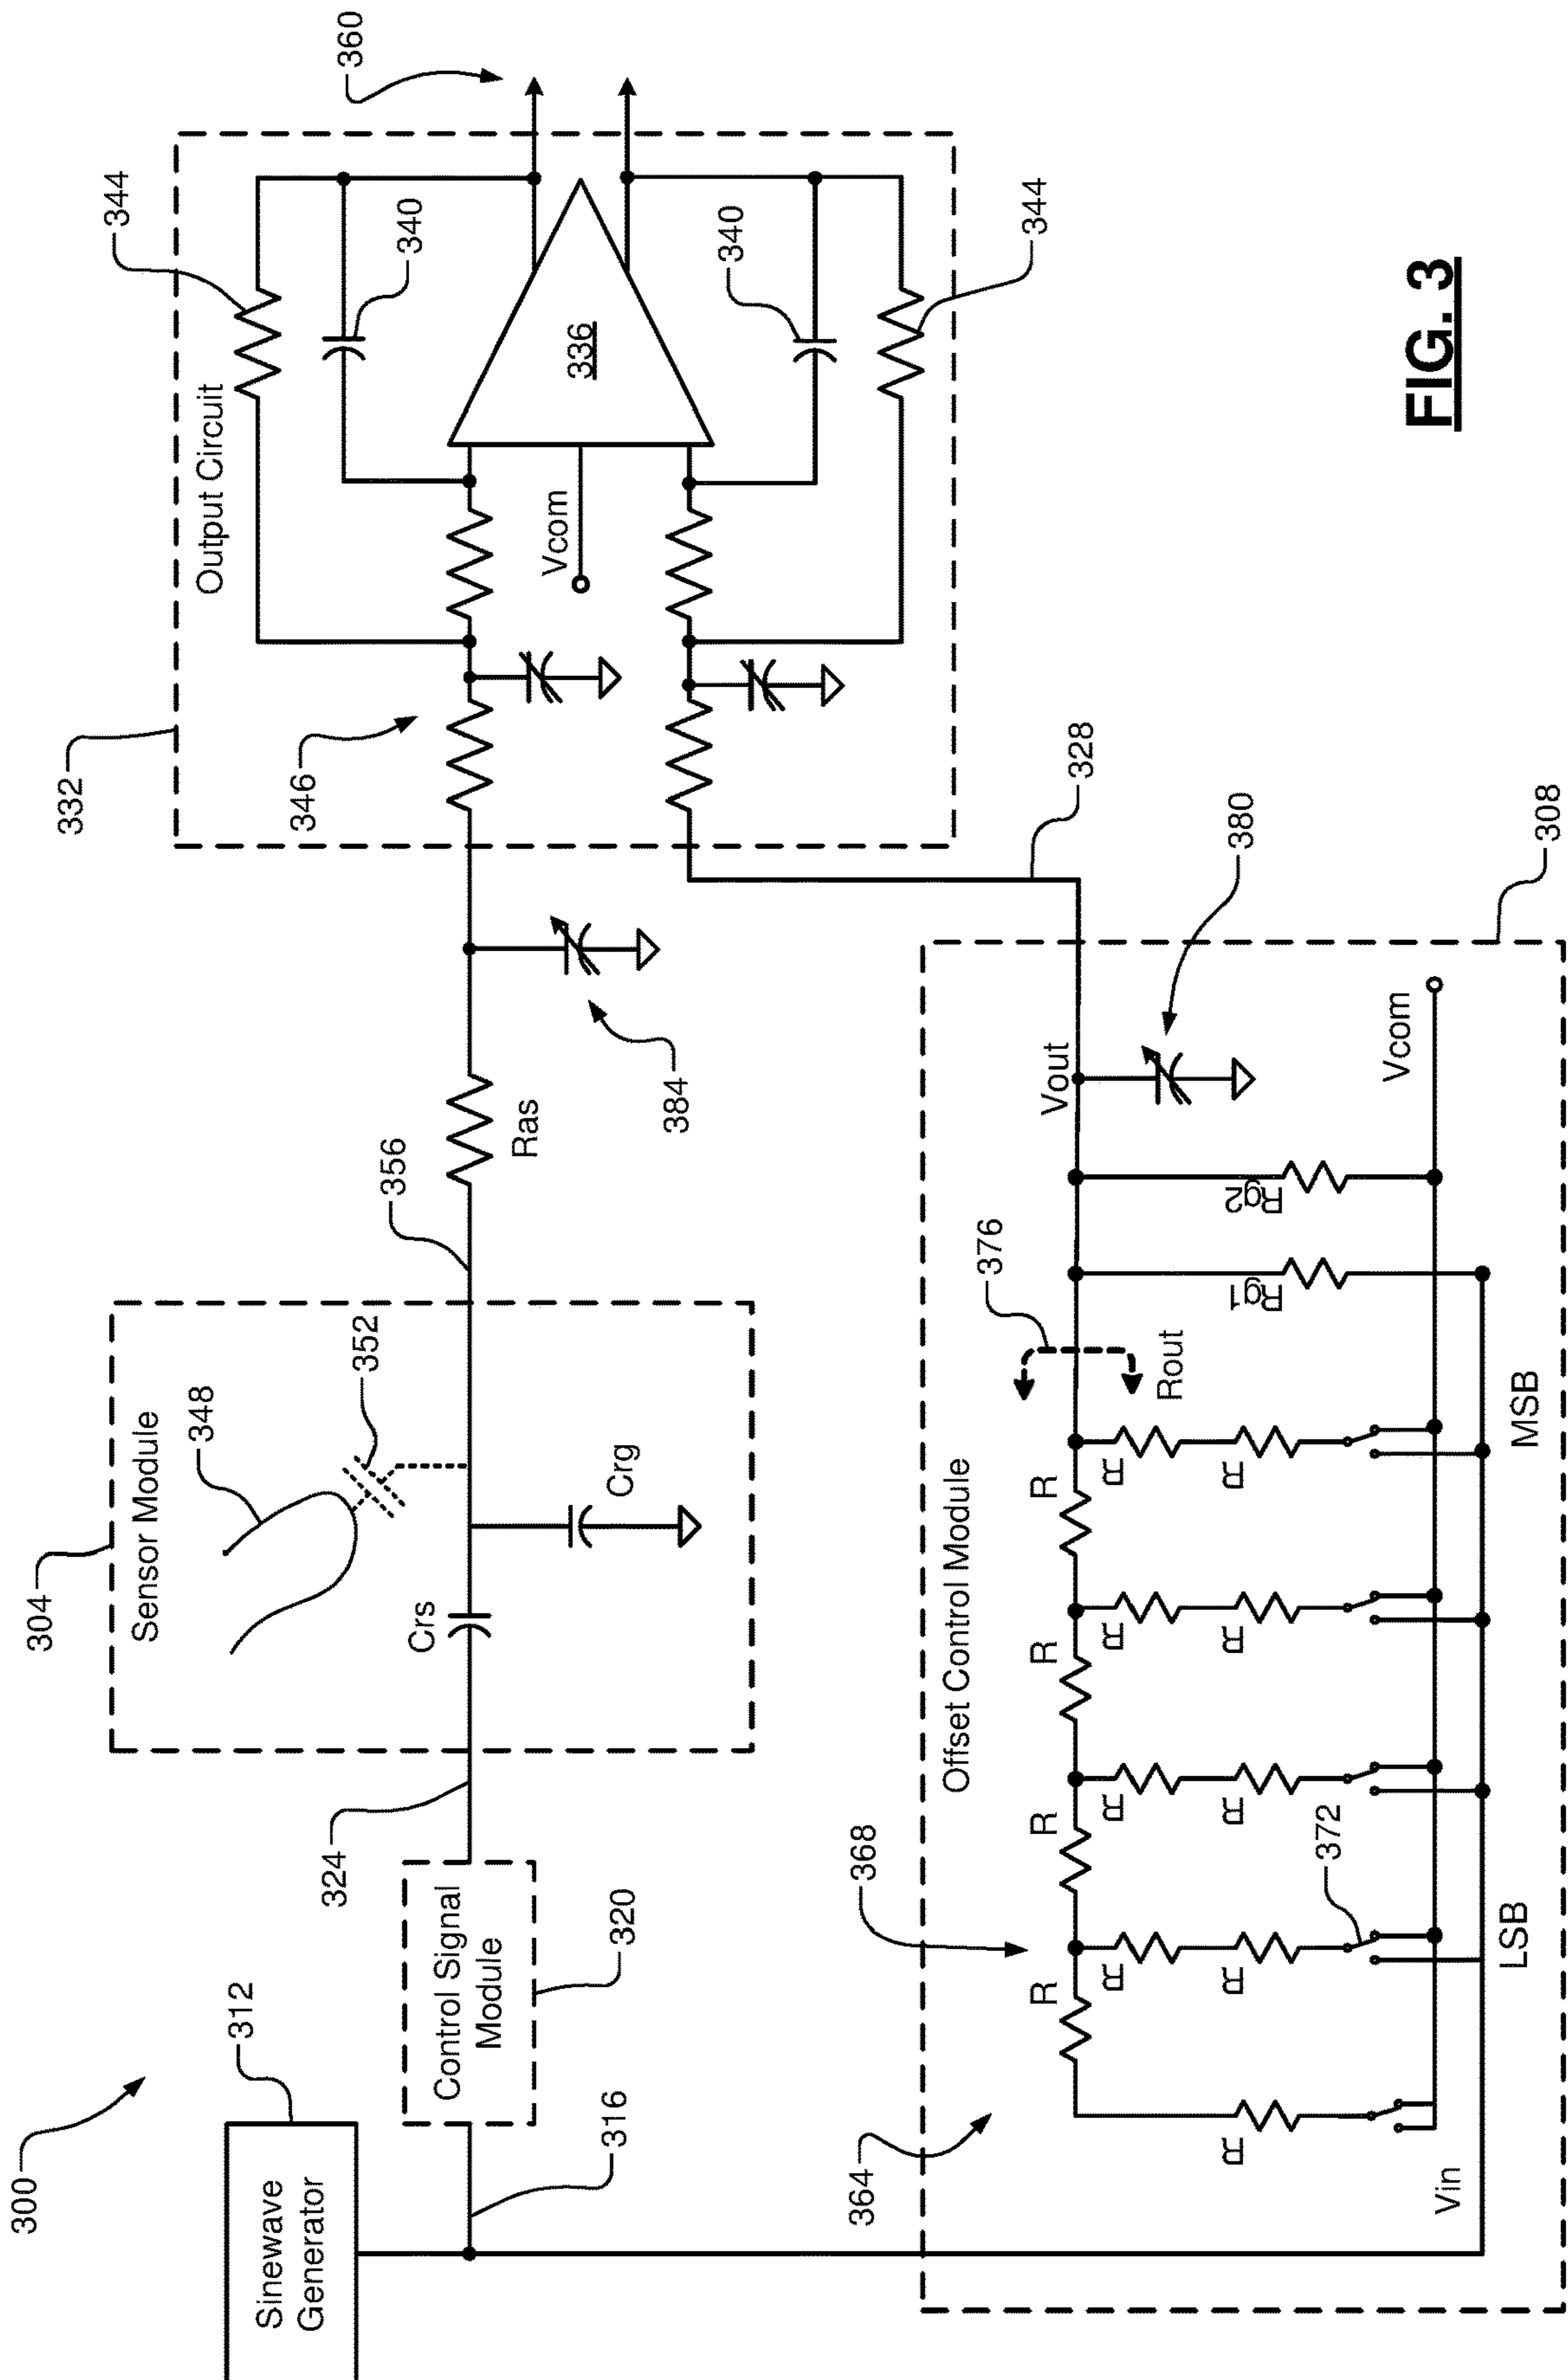 300
Sinewave
Generator
312
316
Control Signal
Module
320
324
304
Sensor Module
348
352
Crs
Crg
356
Ras
384
332
Output Circuit
344
340
346
Vcom
336
340
344
360
328
308
Offset Control Module
364
368
R
R
R
R
R
R
R
R
R
R
R
R
R
372
376
Rout
Rg1
Rg2
Vout
380
Vcom
Vin
LSB
MSB
FIG. 3